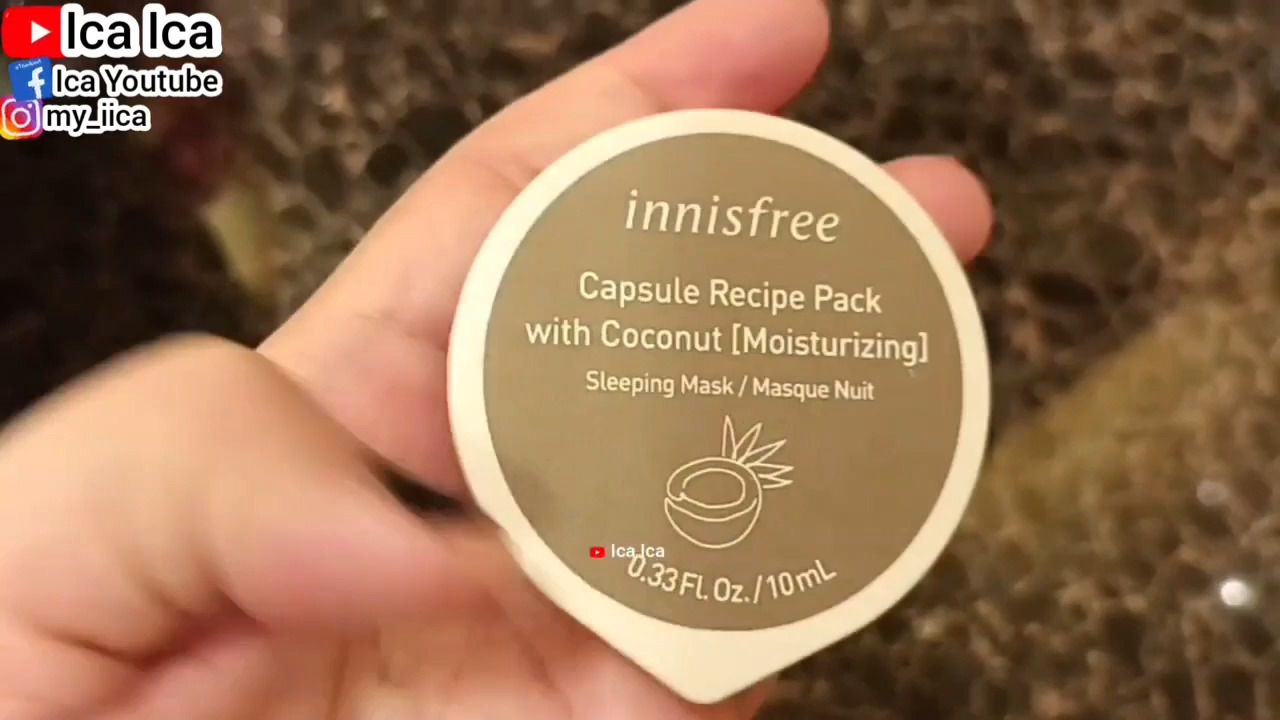 Ica Ica
Ica Youtube
my_iica
innisfree
Capsule Recipe Pack
with Coconut [Moisturizing]
Sleeping Mask / Masque Nuit
Ica Ica
0.33 Fl. Oz. / 10 mL